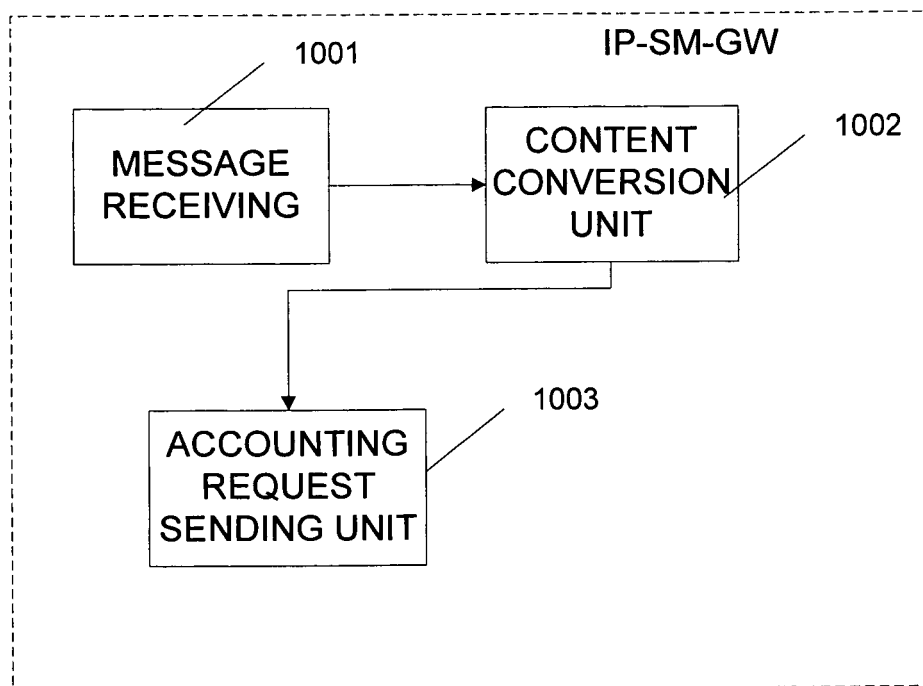 IP-SM-GW
1001
MESSAGE
RECEIVING
1002
CONTENT
CONVERSION
UNIT
1003
ACCOUNTING
REQUEST
SENDING UNIT